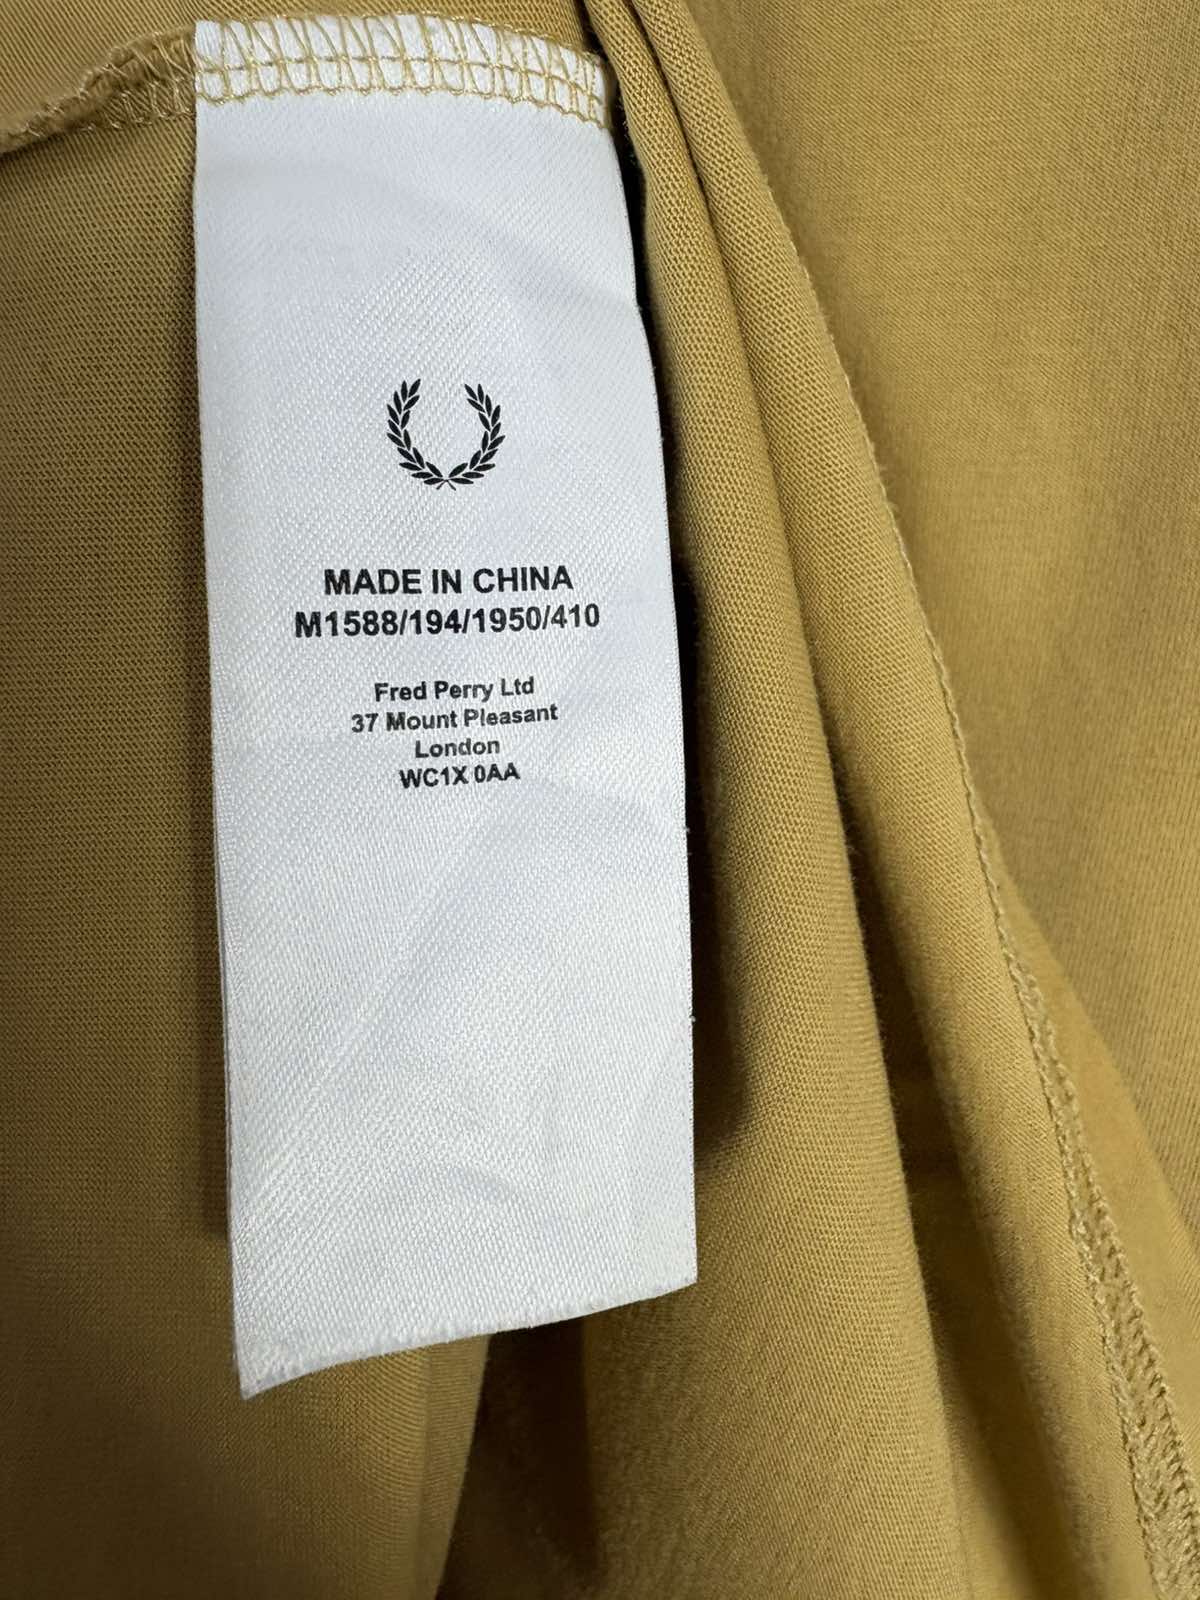 MADE IN CHINA
M1588/194/1950/410
Fred Perry Ltd
37 Mount Pleasant
London
WC1X 0AA